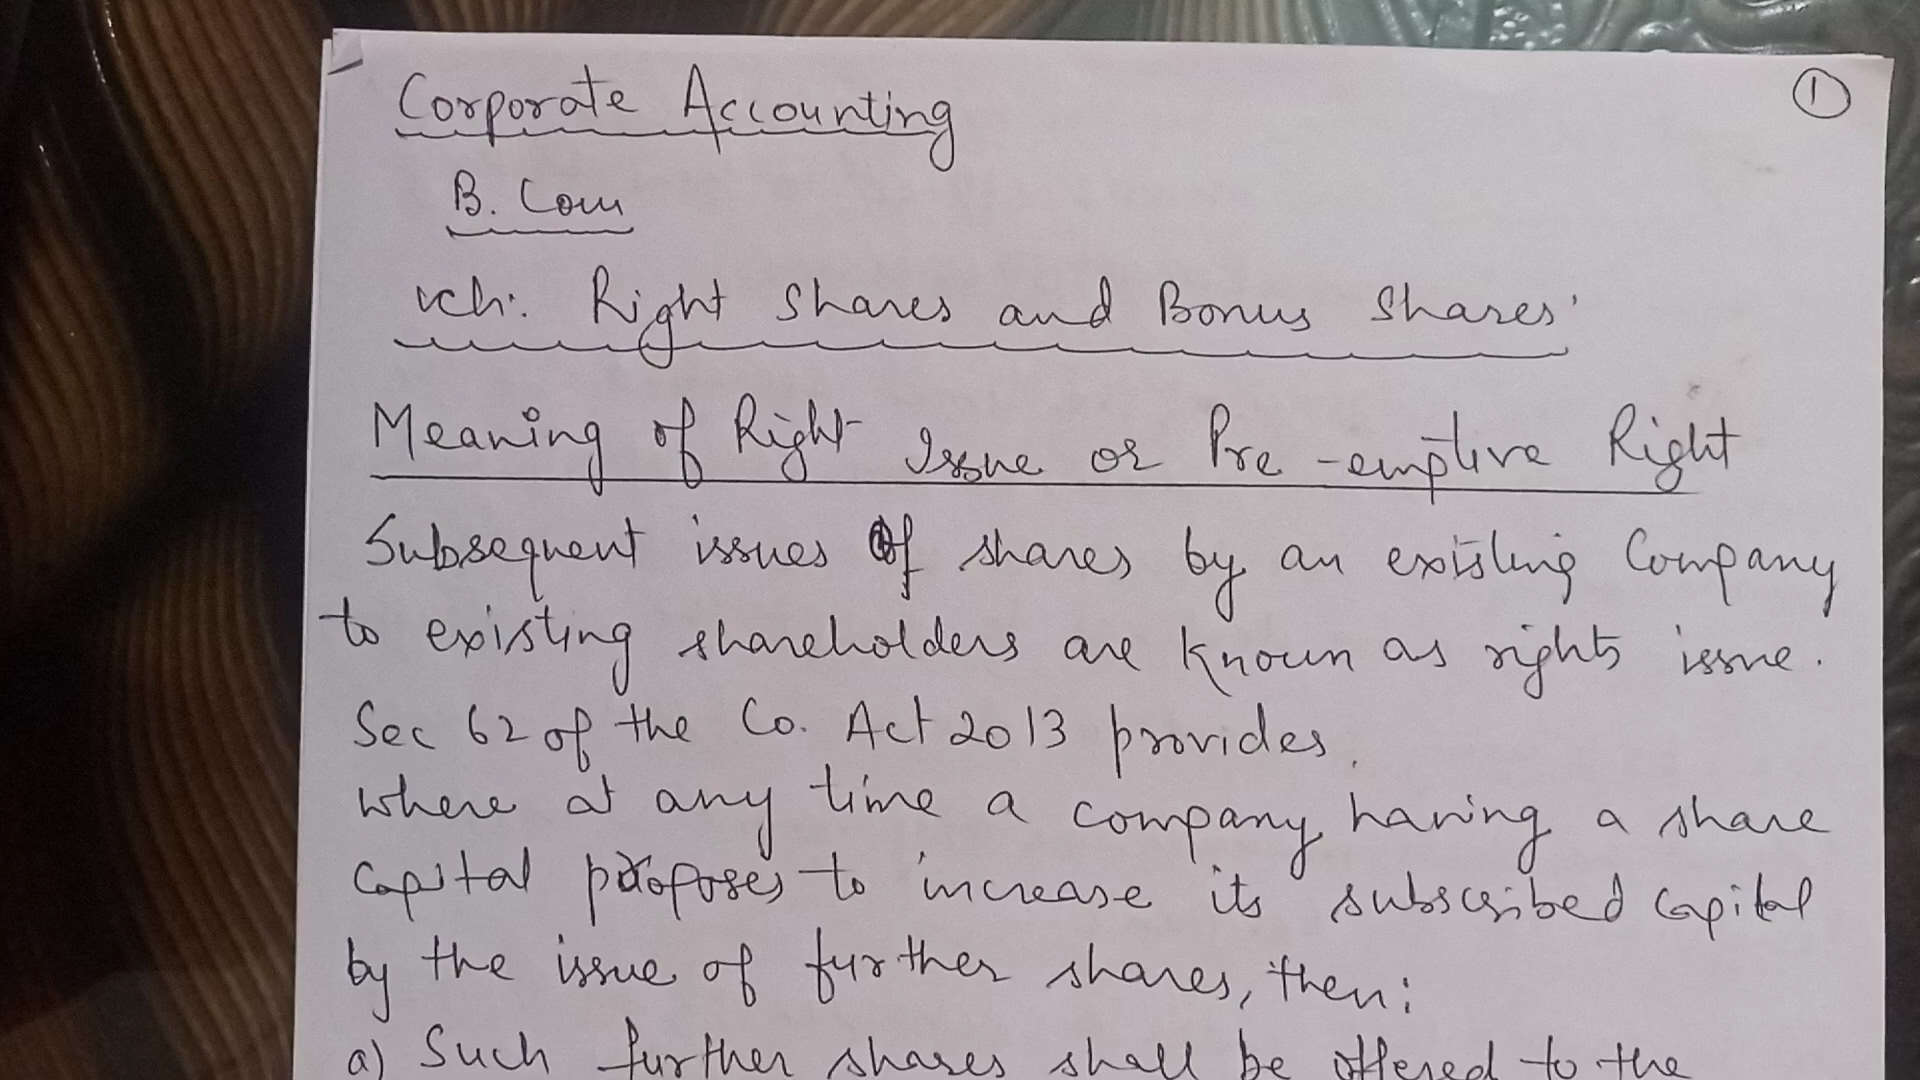 1
Corporate Accounting
B. Com
ch: Right Shares and Bonus Shares'
Meaning of Right Issue or Pre-emptive Right
Subsequent issues of shares by an existing Company
to existing shareholders are known as rights issue.
Sec 62 of the Co. Act 2013 provides.
where at any time a company having a share
capital proposes to increase its subscribed capital
by the issue of further shares, then:
a) Such further shares shall be offered to the